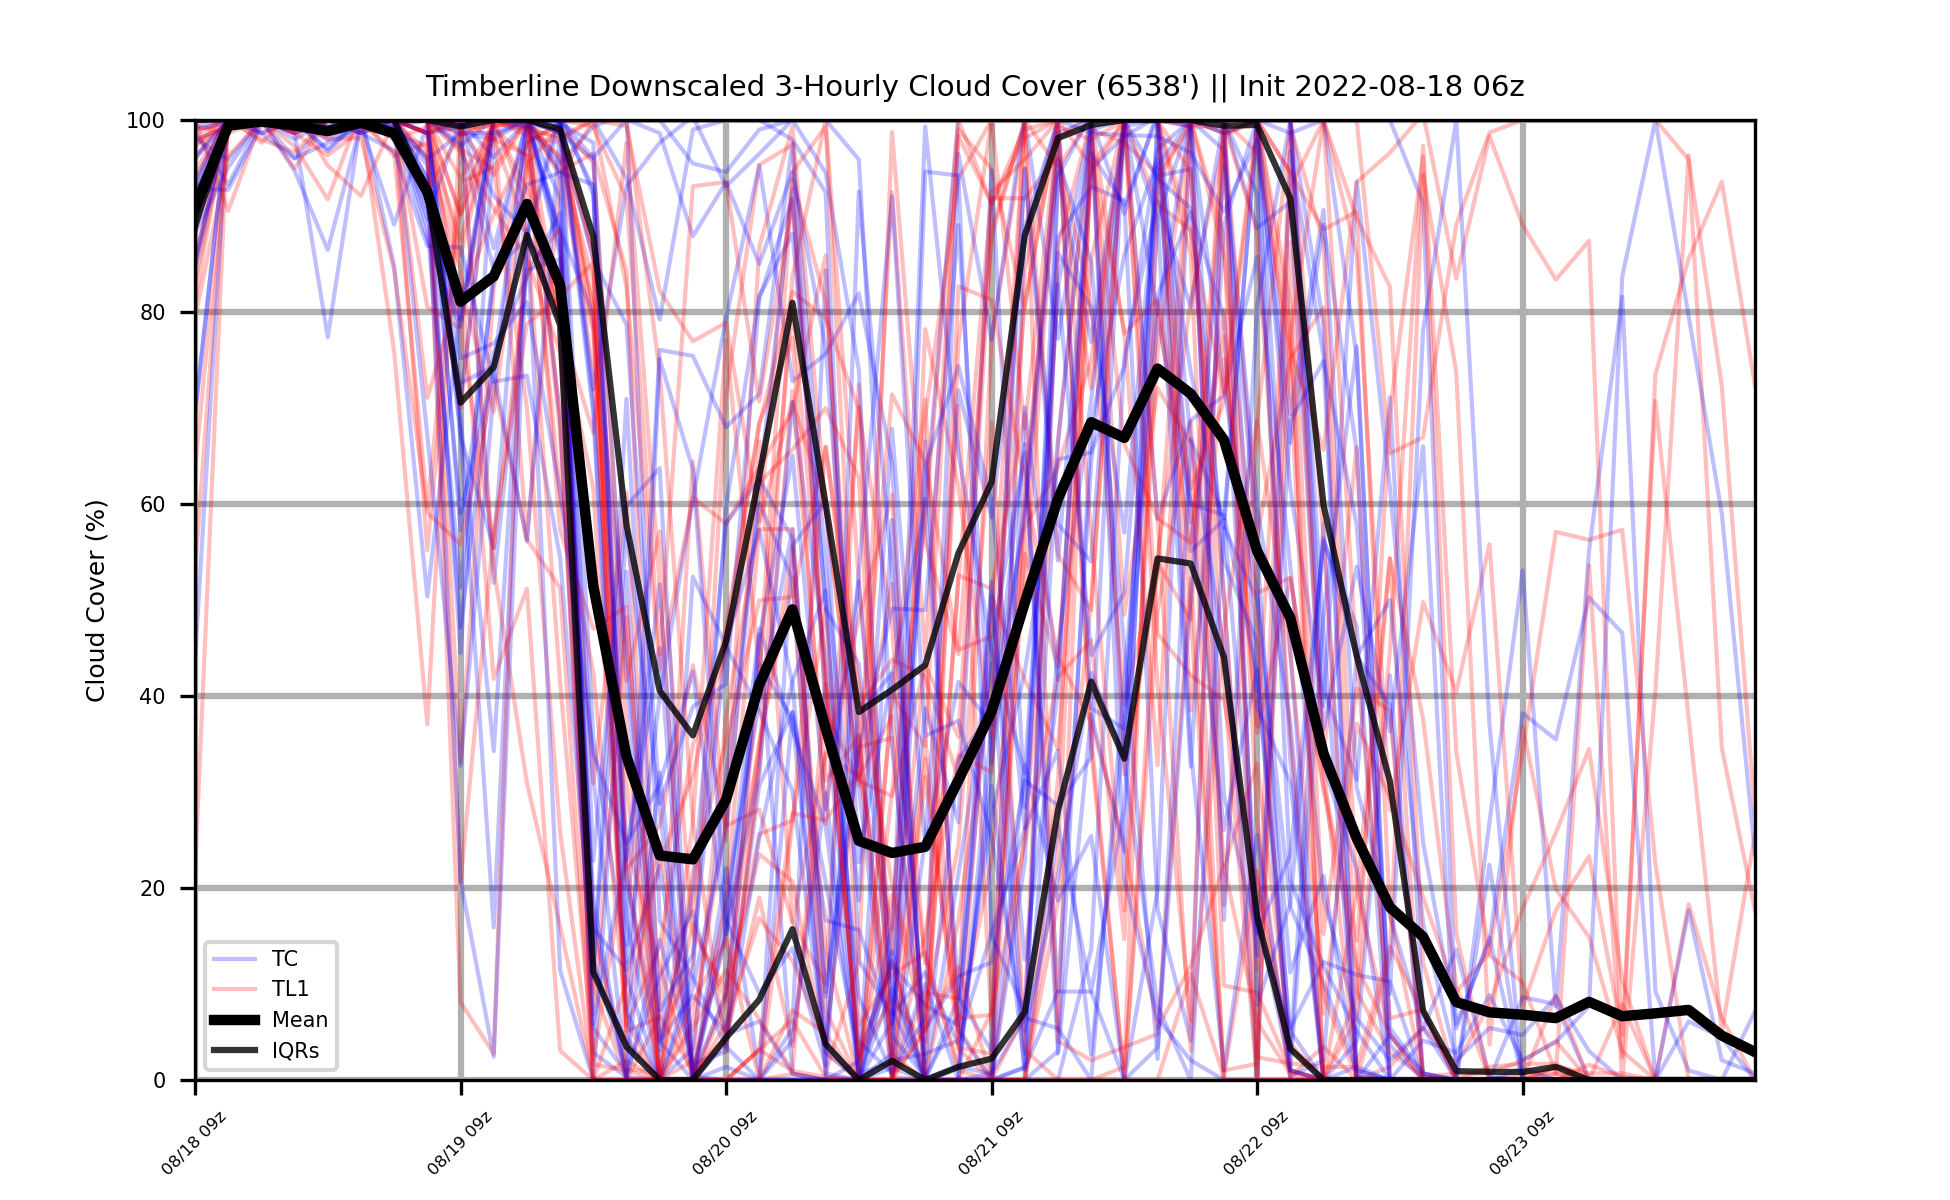 Timberline Downscaled 3-Hourly Cloud Cover (6538') || Init 2022-08-18 06z
Cloud Cover (%)
100
80
60
40
20
0
TC
TL1
Mean
IQRs
08/18 09z
08/19 09z
08/20 09z
08/21 09z
08/22 09z
08/23 09z